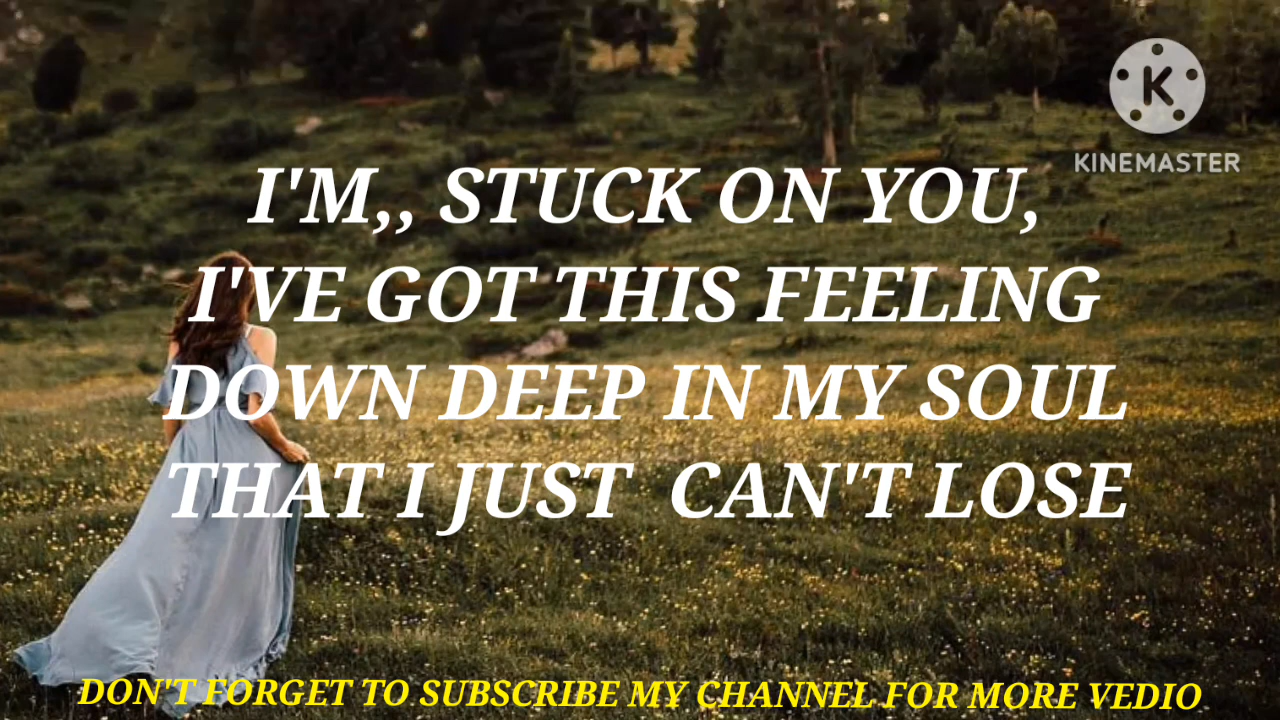 K
KINEMASTER
I'M,, STUCK ON YOU,
I'VE GOT THIS FEELING
DOWN DEEP IN MY SOUL
THAT I JUST  CAN'T LOSE
DON'T FORGET TO SUBSCRIBE MY CHANNEL FOR MORE VEDIO